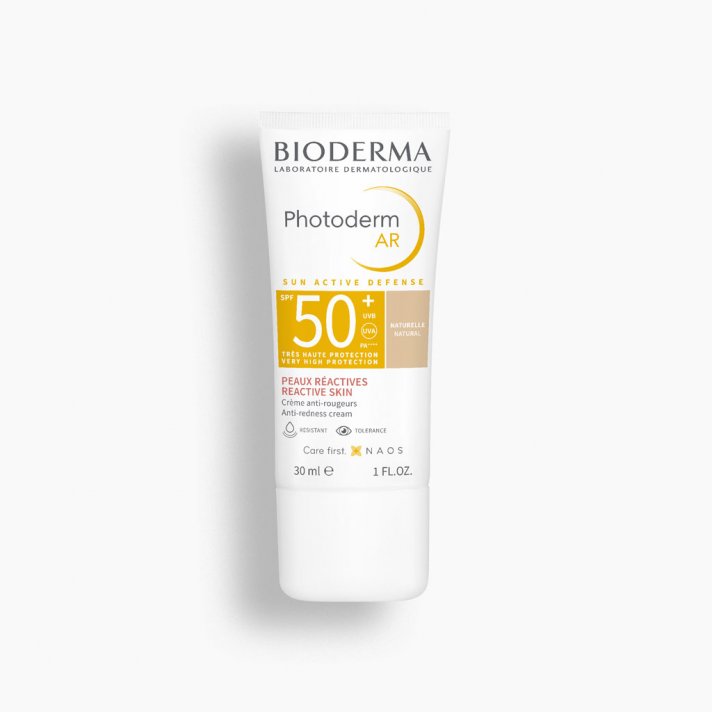 BIODERMA
LABORATOIRE DERMATOLOGIQUE
Photoderm
AR
SUN ACTIVE DEFENSE
SPF 50+
UVB
UVA
PA++++
NATURELLE
NATURAL
TRÈS HAUTE PROTECTION
VERY HIGH PROTECTION
PEAUX RÉACTIVES
REACTIVE SKIN
Crème anti-rougeurs
Anti-redness cream
RESISTANT TOLERANCE
Care first. NAOS
30 ml ℮ 1 FL.OZ.